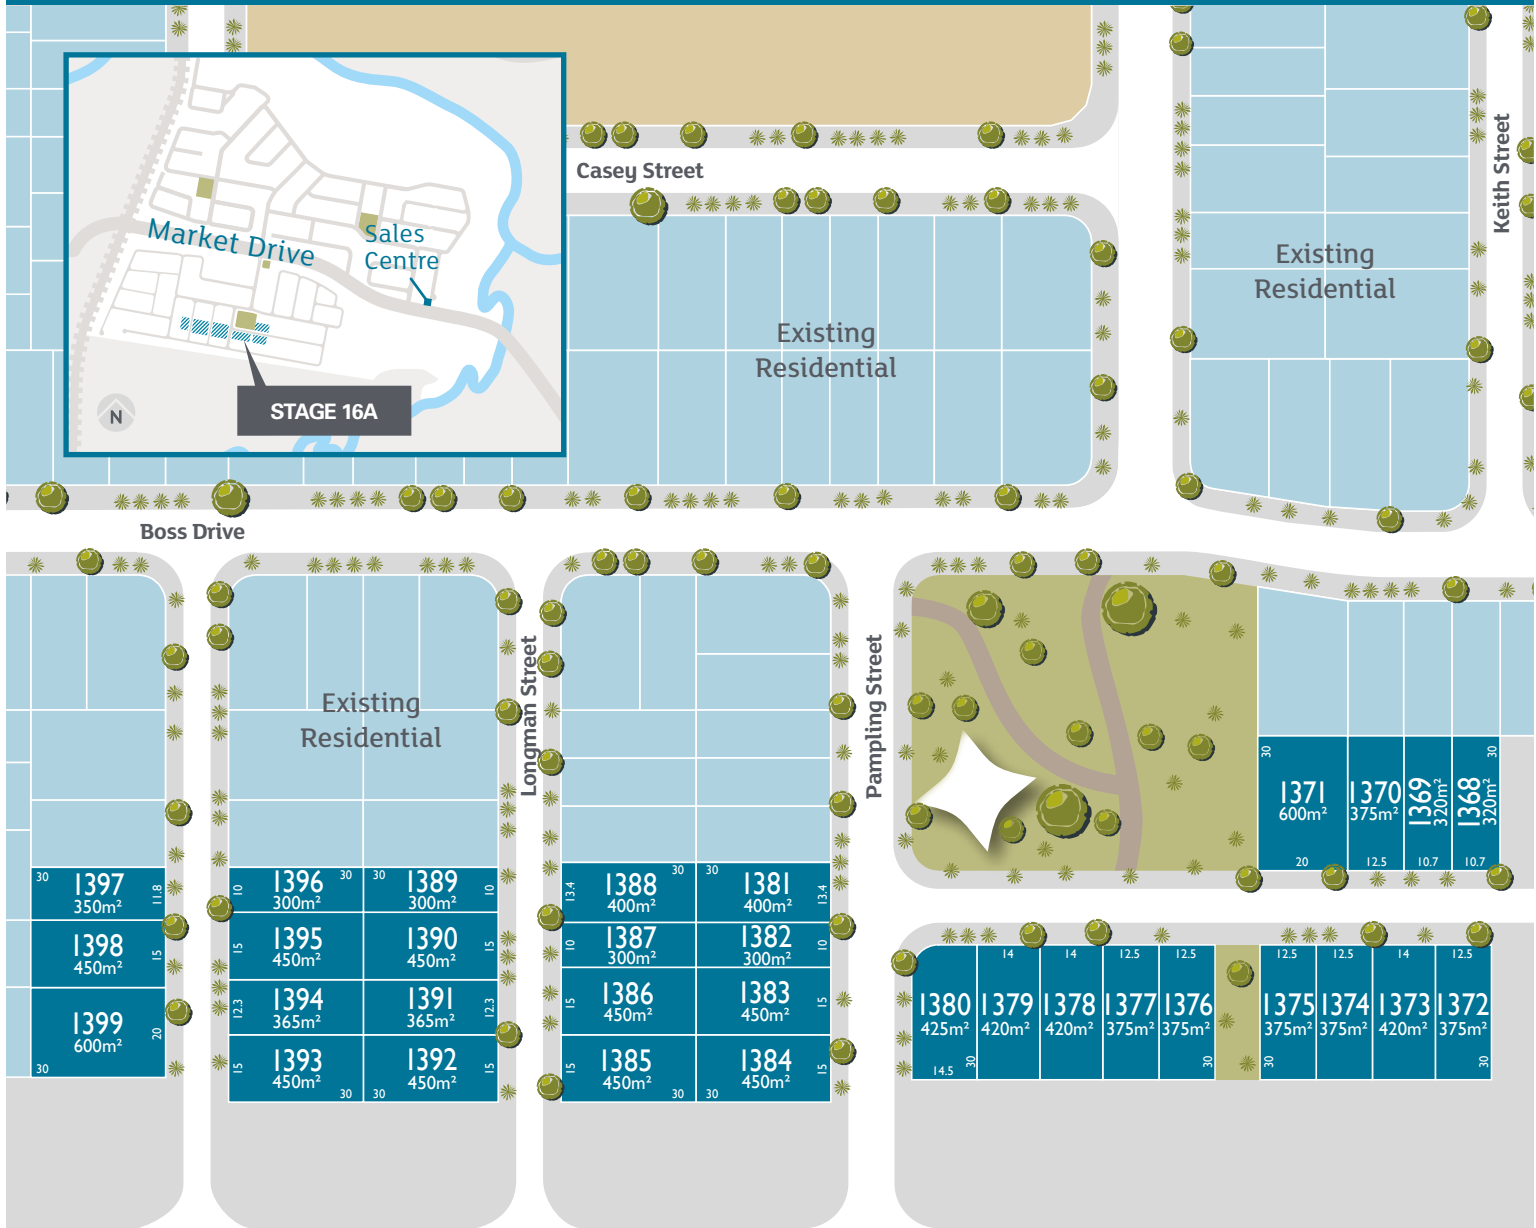 Market Drive
Sales
Centre
STAGE 16A
N
Casey Street
Keith Street
Existing
Residential
Existing
Residential
Boss Drive
Longman Street
Pampling Street
Existing
Residential
30
30
1371
600m²
20
1370
375m²
12.5
1369
320m²
10.7
1368
320m²
10.7
30
1397
350m²
11.8
1398
450m²
15
1399
600m²
20
30
10
1396
300m²
30
30
1389
300m²
10
15
1395
450m²
1390
450m²
15
12.3
1394
365m²
1391
365m²
12.3
15
1393
450m²
30
30
1392
450m²
15
13.4
1388
400m²
30
30
1381
400m²
13.4
10
1387
300m²
1382
300m²
10
15
1386
450m²
1383
450m²
15
15
1385
450m²
30
30
1384
450m²
15
1380
425m²
14.5
30
14
1379
420m²
14
1378
420m²
12.5
1377
375m²
12.5
1376
375m²
30
12.5
1375
375m²
30
12.5
1374
375m²
14
1373
420m²
12.5
1372
375m²
30